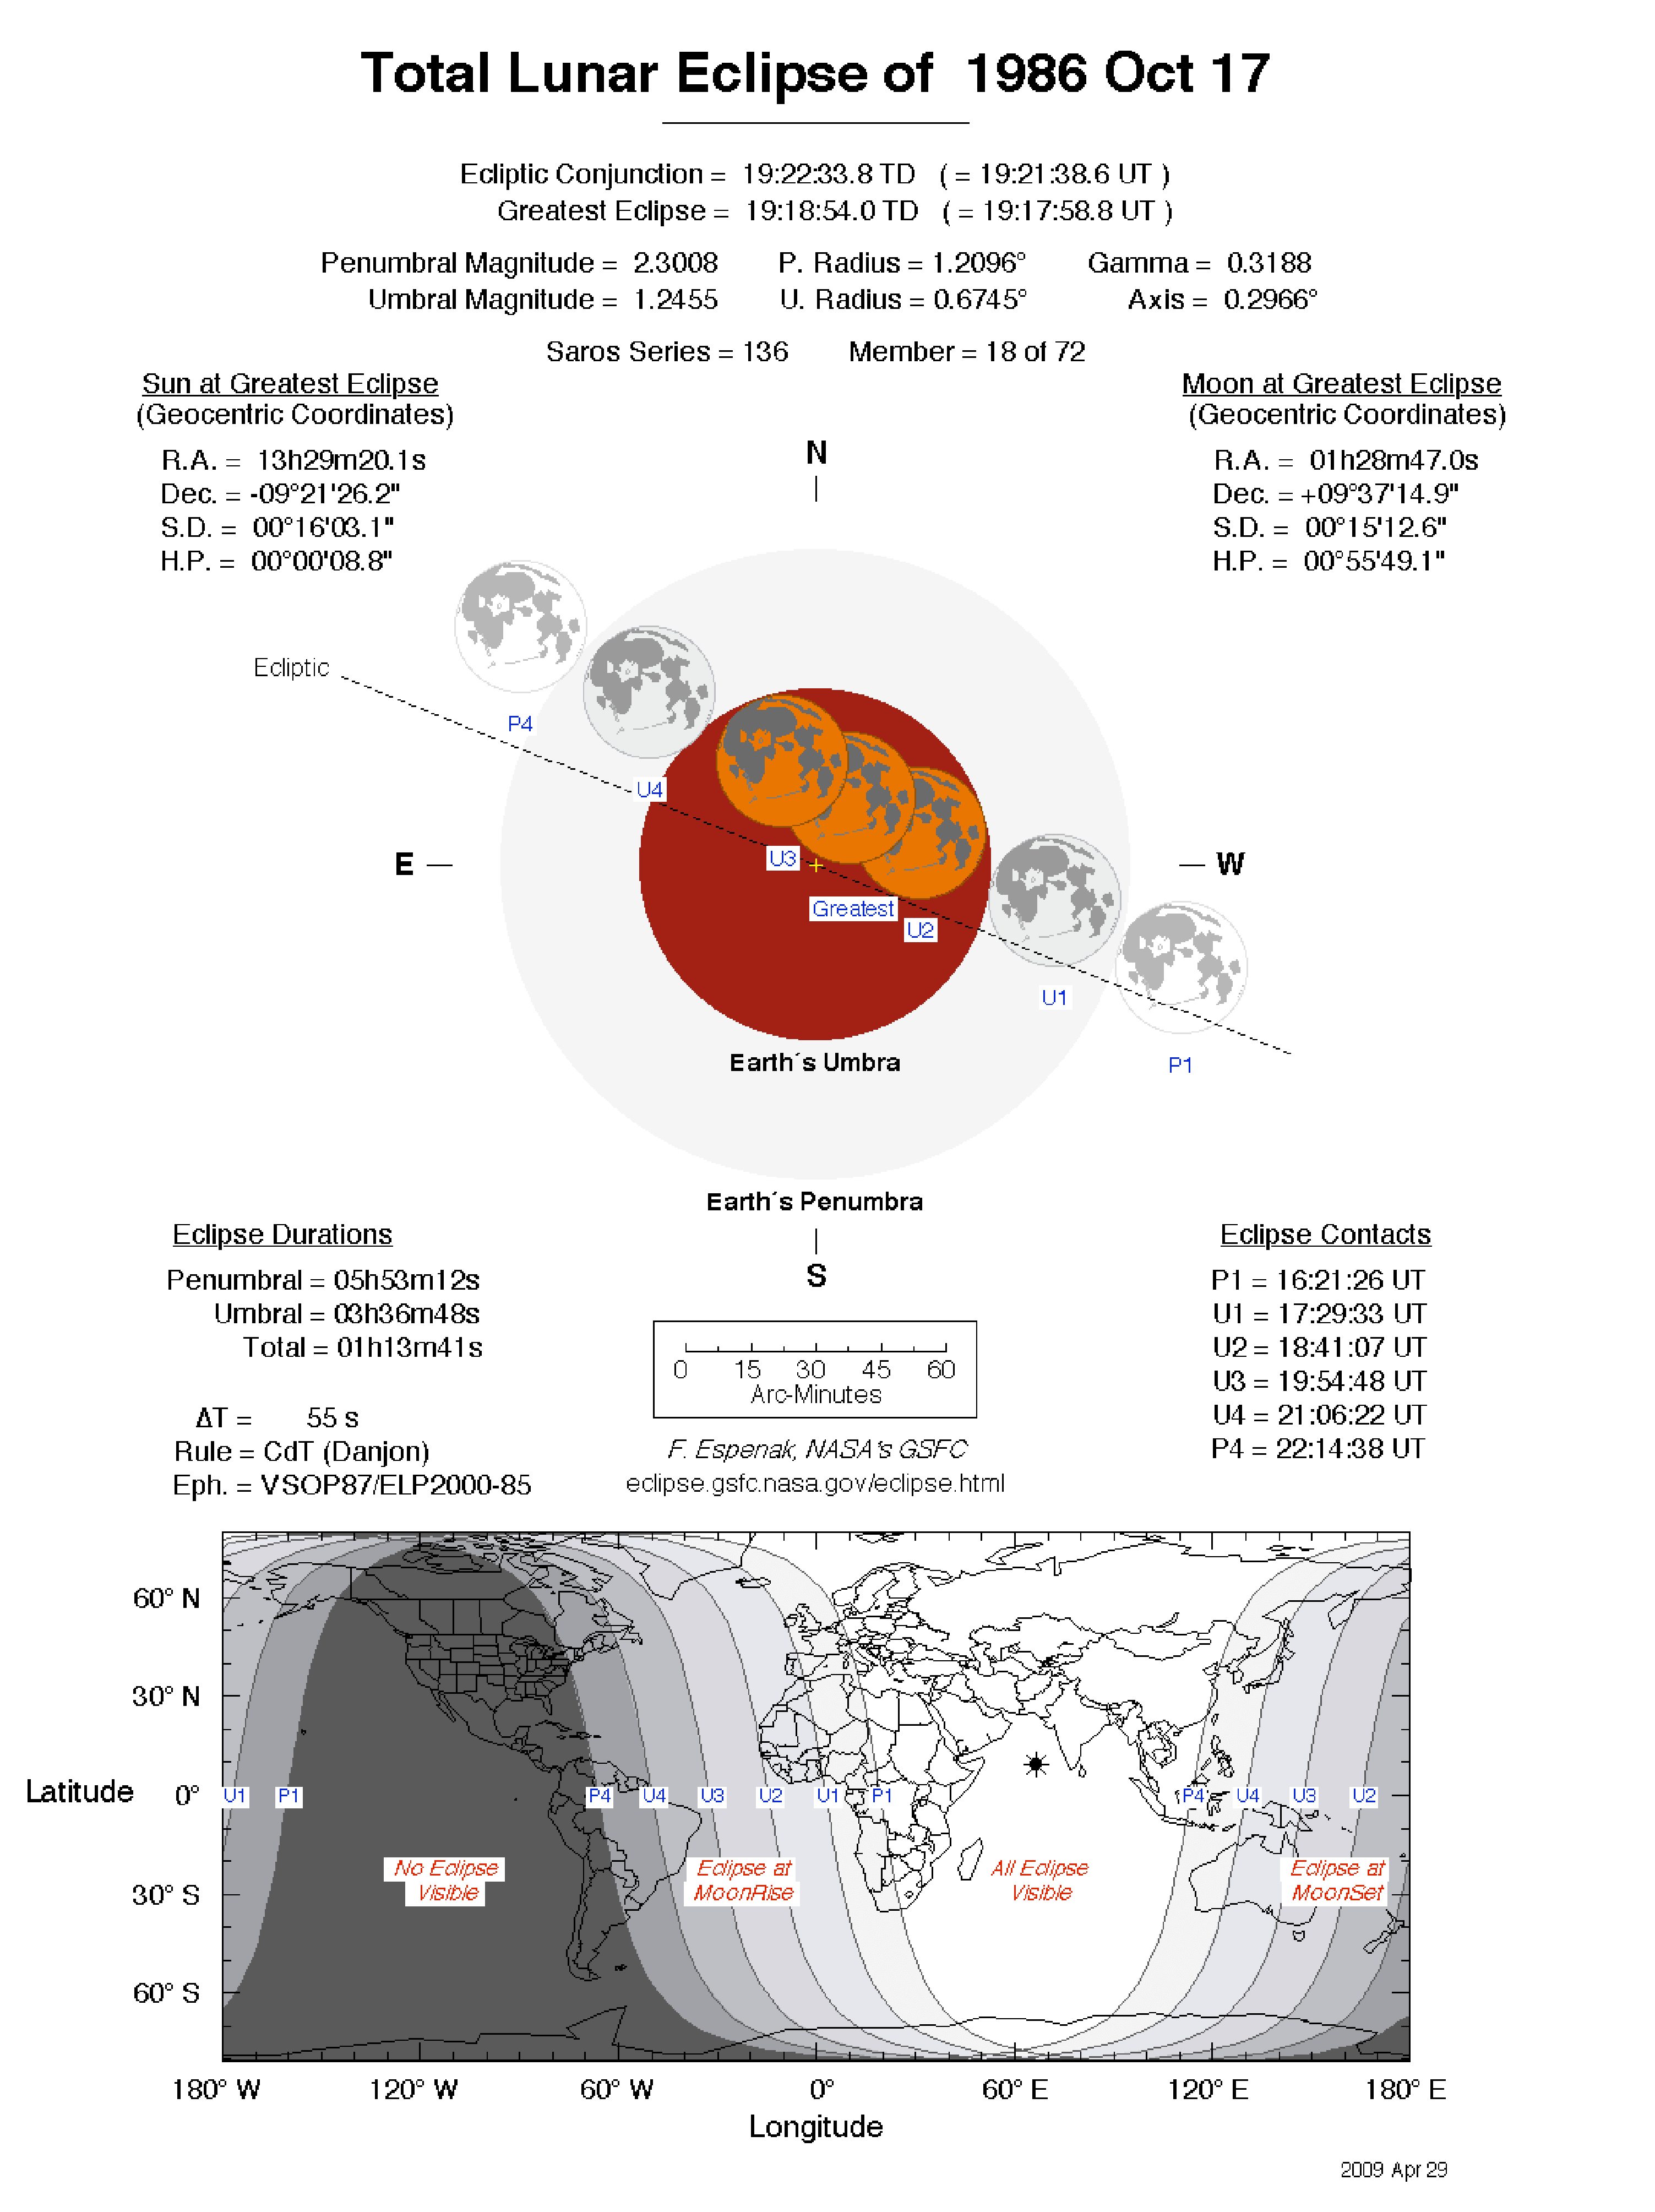 Total Lunar Eclipse of 1986 Oct 17
Ecliptic Conjunction = 19:22:33.8 TD ( = 19:21:38.6 UT )
Greatest Eclipse = 19:18:54.0 TD ( = 19:17:58.8 UT )
Penumbral Magnitude = 2.3008 P. Radius = 1.2096° Gamma = 0.3188
Umbral Magnitude = 1.2455 U. Radius = 0.6745° Axis = 0.2966°
Saros Series = 136 Member = 18 of 72
Sun at Greatest Eclipse
(Geocentric Coordinates)
R.A. = 13h29m20.1s
Dec. = -09°21'26.2"
S.D. = 00°16'03.1"
H.P. = 00°00'08.8"
Moon at Greatest Eclipse
(Geocentric Coordinates)
R.A. = 01h28m47.0s
Dec. = +09°37'14.9"
S.D. = 00°15'12.6"
H.P. = 00°55'49.1"
N
Ecliptic
P4
U4
E
W
U3
Greatest
U2
U1
P1
Earth´s Umbra
Earth´s Penumbra
S
Eclipse Durations
Penumbral = 05h53m12s
Umbral = 03h36m48s
Total = 01h13m41s
ΔT = 55 s
Rule = CdT (Danjon)
Eph. = VSOP87/ELP2000-85
0 15 30 45 60
Arc-Minutes
F. Espenak, NASA's GSFC
eclipse.gsfc.nasa.gov/eclipse.html
Eclipse Contacts
P1 = 16:21:26 UT
U1 = 17:29:33 UT
U2 = 18:41:07 UT
U3 = 19:54:48 UT
U4 = 21:06:22 UT
P4 = 22:14:38 UT
60° N
30° N
Latitude 0°
30° S
60° S
U1 P1 P4 U4 U3 U2 U1 P1 P4 U4 U3 U2
No Eclipse
Visible
Eclipse at
MoonRise
All Eclipse
Visible
Eclipse at
MoonSet
180° W 120° W 60° W 0° 60° E 120° E 180° E
Longitude
2009 Apr 29